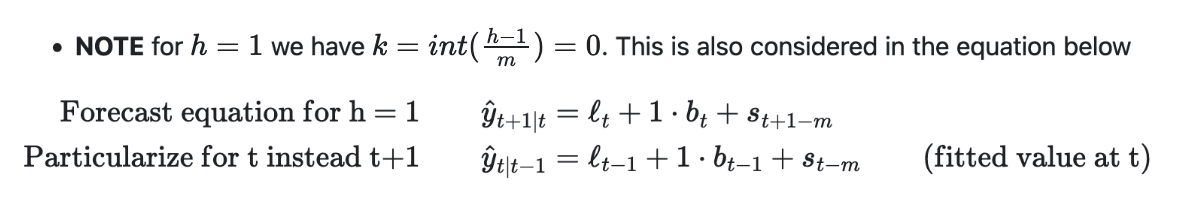 • NOTE for h = 1 we have k = int(\frac{h-1}{m}) = 0. This is also considered in the equation below
Forecast equation for h = 1 ŷ_{t+1|t} = ℓ_t + 1 · b_t + s_{t+1−m}
Particularize for t instead t+1 ŷ_{t|t−1} = ℓ_{t−1} + 1 · b_{t−1} + s_{t−m} (fitted value at t)